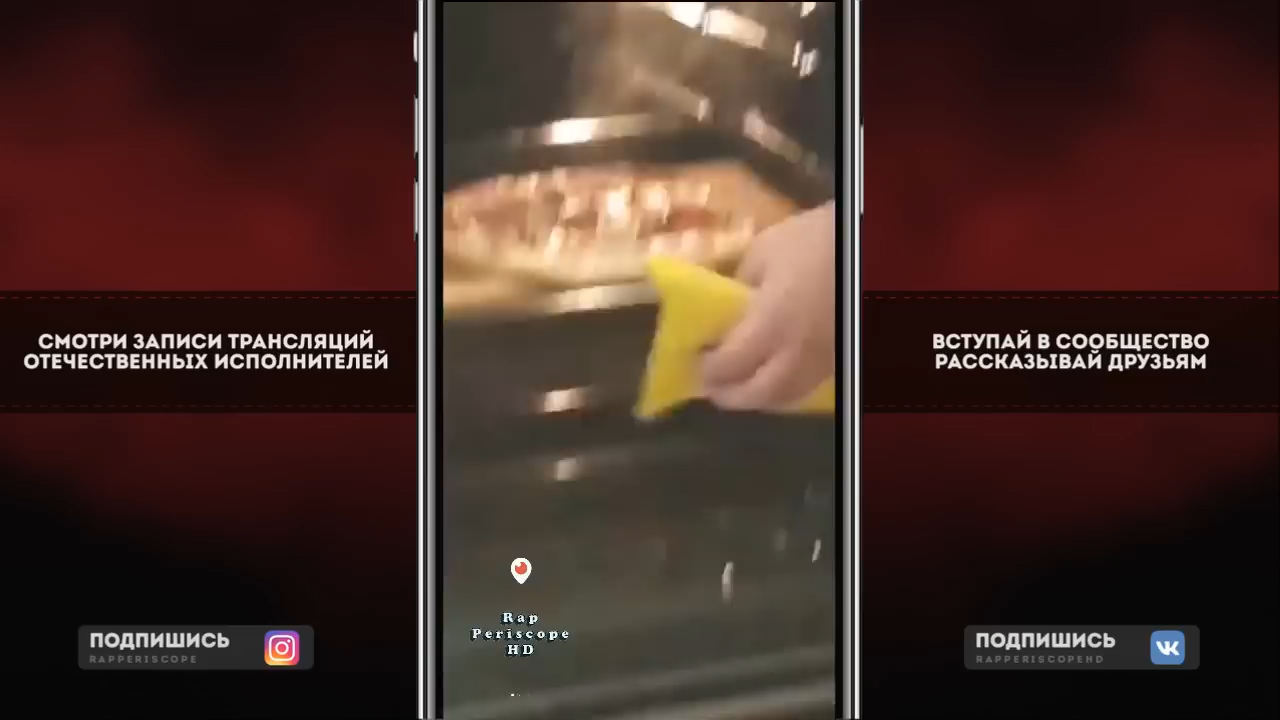 СМОТРИ ЗАПИСИ ТРАНСЛЯЦИЙ
ОТЕЧЕСТВЕННЫХ ИСПОЛНИТЕЛЕЙ
ВСТУПАЙ В СООБЩЕСТВО
РАССКАЗЫВАЙ ДРУЗЬЯМ
Rap
Periscope
HD
ПОДПИШИСЬ
RAPPERISCOPE
ПОДПИШИСЬ
RAPPERISCOPEHD